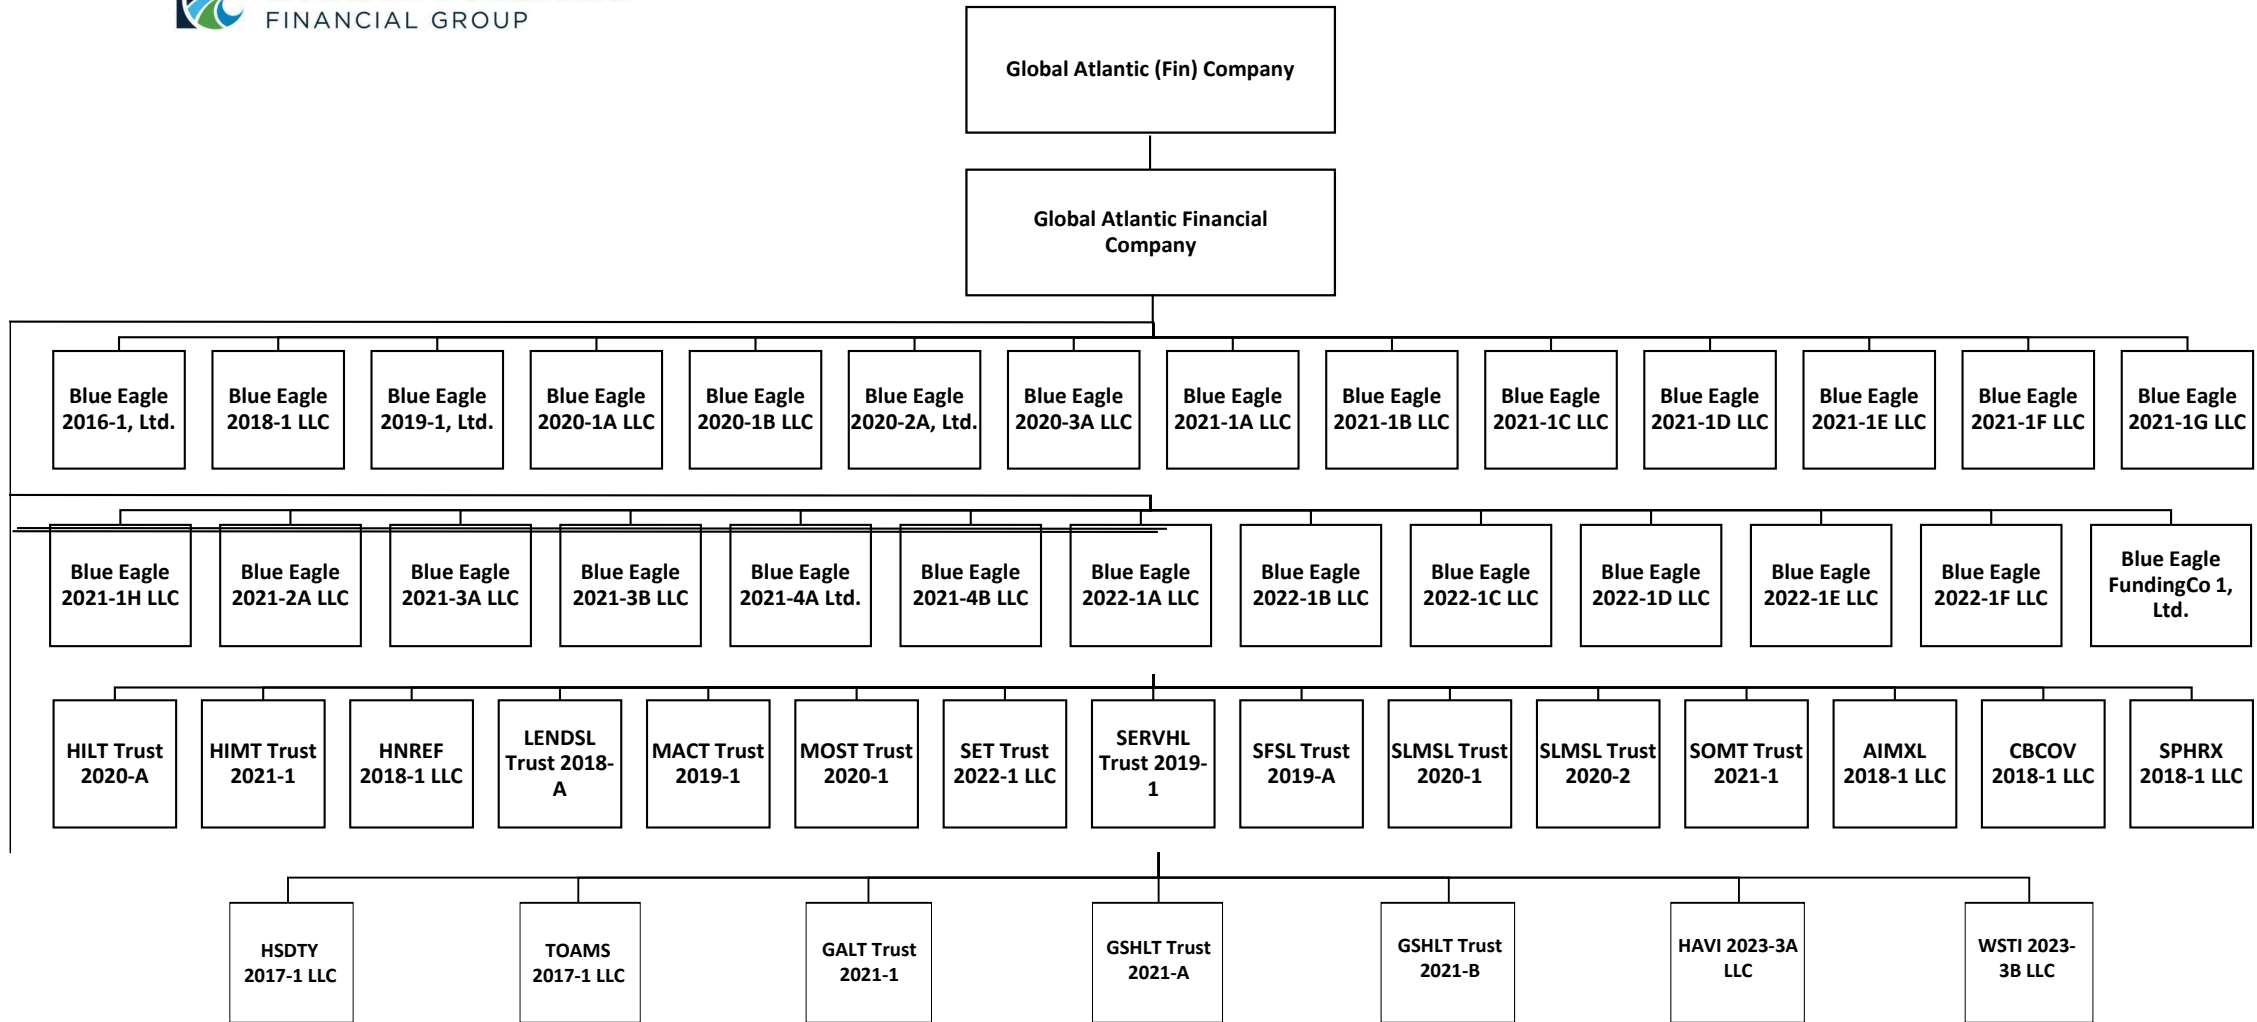 FINANCIAL GROUP
Global Atlantic (Fin) Company
Global Atlantic Financial
Company
Blue Eagle
2016-1, Ltd.
Blue Eagle
2018-1 LLC
Blue Eagle
2019-1, Ltd.
Blue Eagle
2020-1A LLC
Blue Eagle
2020-1B LLC
Blue Eagle
2020-2A, Ltd.
Blue Eagle
2020-3A LLC
Blue Eagle
2021-1A LLC
Blue Eagle
2021-1B LLC
Blue Eagle
2021-1C LLC
Blue Eagle
2021-1D LLC
Blue Eagle
2021-1E LLC
Blue Eagle
2021-1F LLC
Blue Eagle
2021-1G LLC
Blue Eagle
2021-1H LLC
Blue Eagle
2021-2A LLC
Blue Eagle
2021-3A LLC
Blue Eagle
2021-3B LLC
Blue Eagle
2021-4A Ltd.
Blue Eagle
2021-4B LLC
Blue Eagle
2022-1A LLC
Blue Eagle
2022-1B LLC
Blue Eagle
2022-1C LLC
Blue Eagle
2022-1D LLC
Blue Eagle
2022-1E LLC
Blue Eagle
2022-1F LLC
Blue Eagle
FundingCo 1,
Ltd.
HILT Trust
2020-A
HIMT Trust
2021-1
HNREF
2018-1 LLC
LENDSL
Trust 2018-
A
MACT Trust
2019-1
MOST Trust
2020-1
SET Trust
2022-1 LLC
SERVHL
Trust 2019-
1
SFSL Trust
2019-A
SLMSL Trust
2020-1
SLMSL Trust
2020-2
SOMT Trust
2021-1
AIMXL
2018-1 LLC
CBCOV
2018-1 LLC
SPHRX
2018-1 LLC
HSDTY
2017-1 LLC
TOAMS
2017-1 LLC
GALT Trust
2021-1
GSHLT Trust
2021-A
GSHLT Trust
2021-B
HAVI 2023-3A
LLC
WSTI 2023-
3B LLC